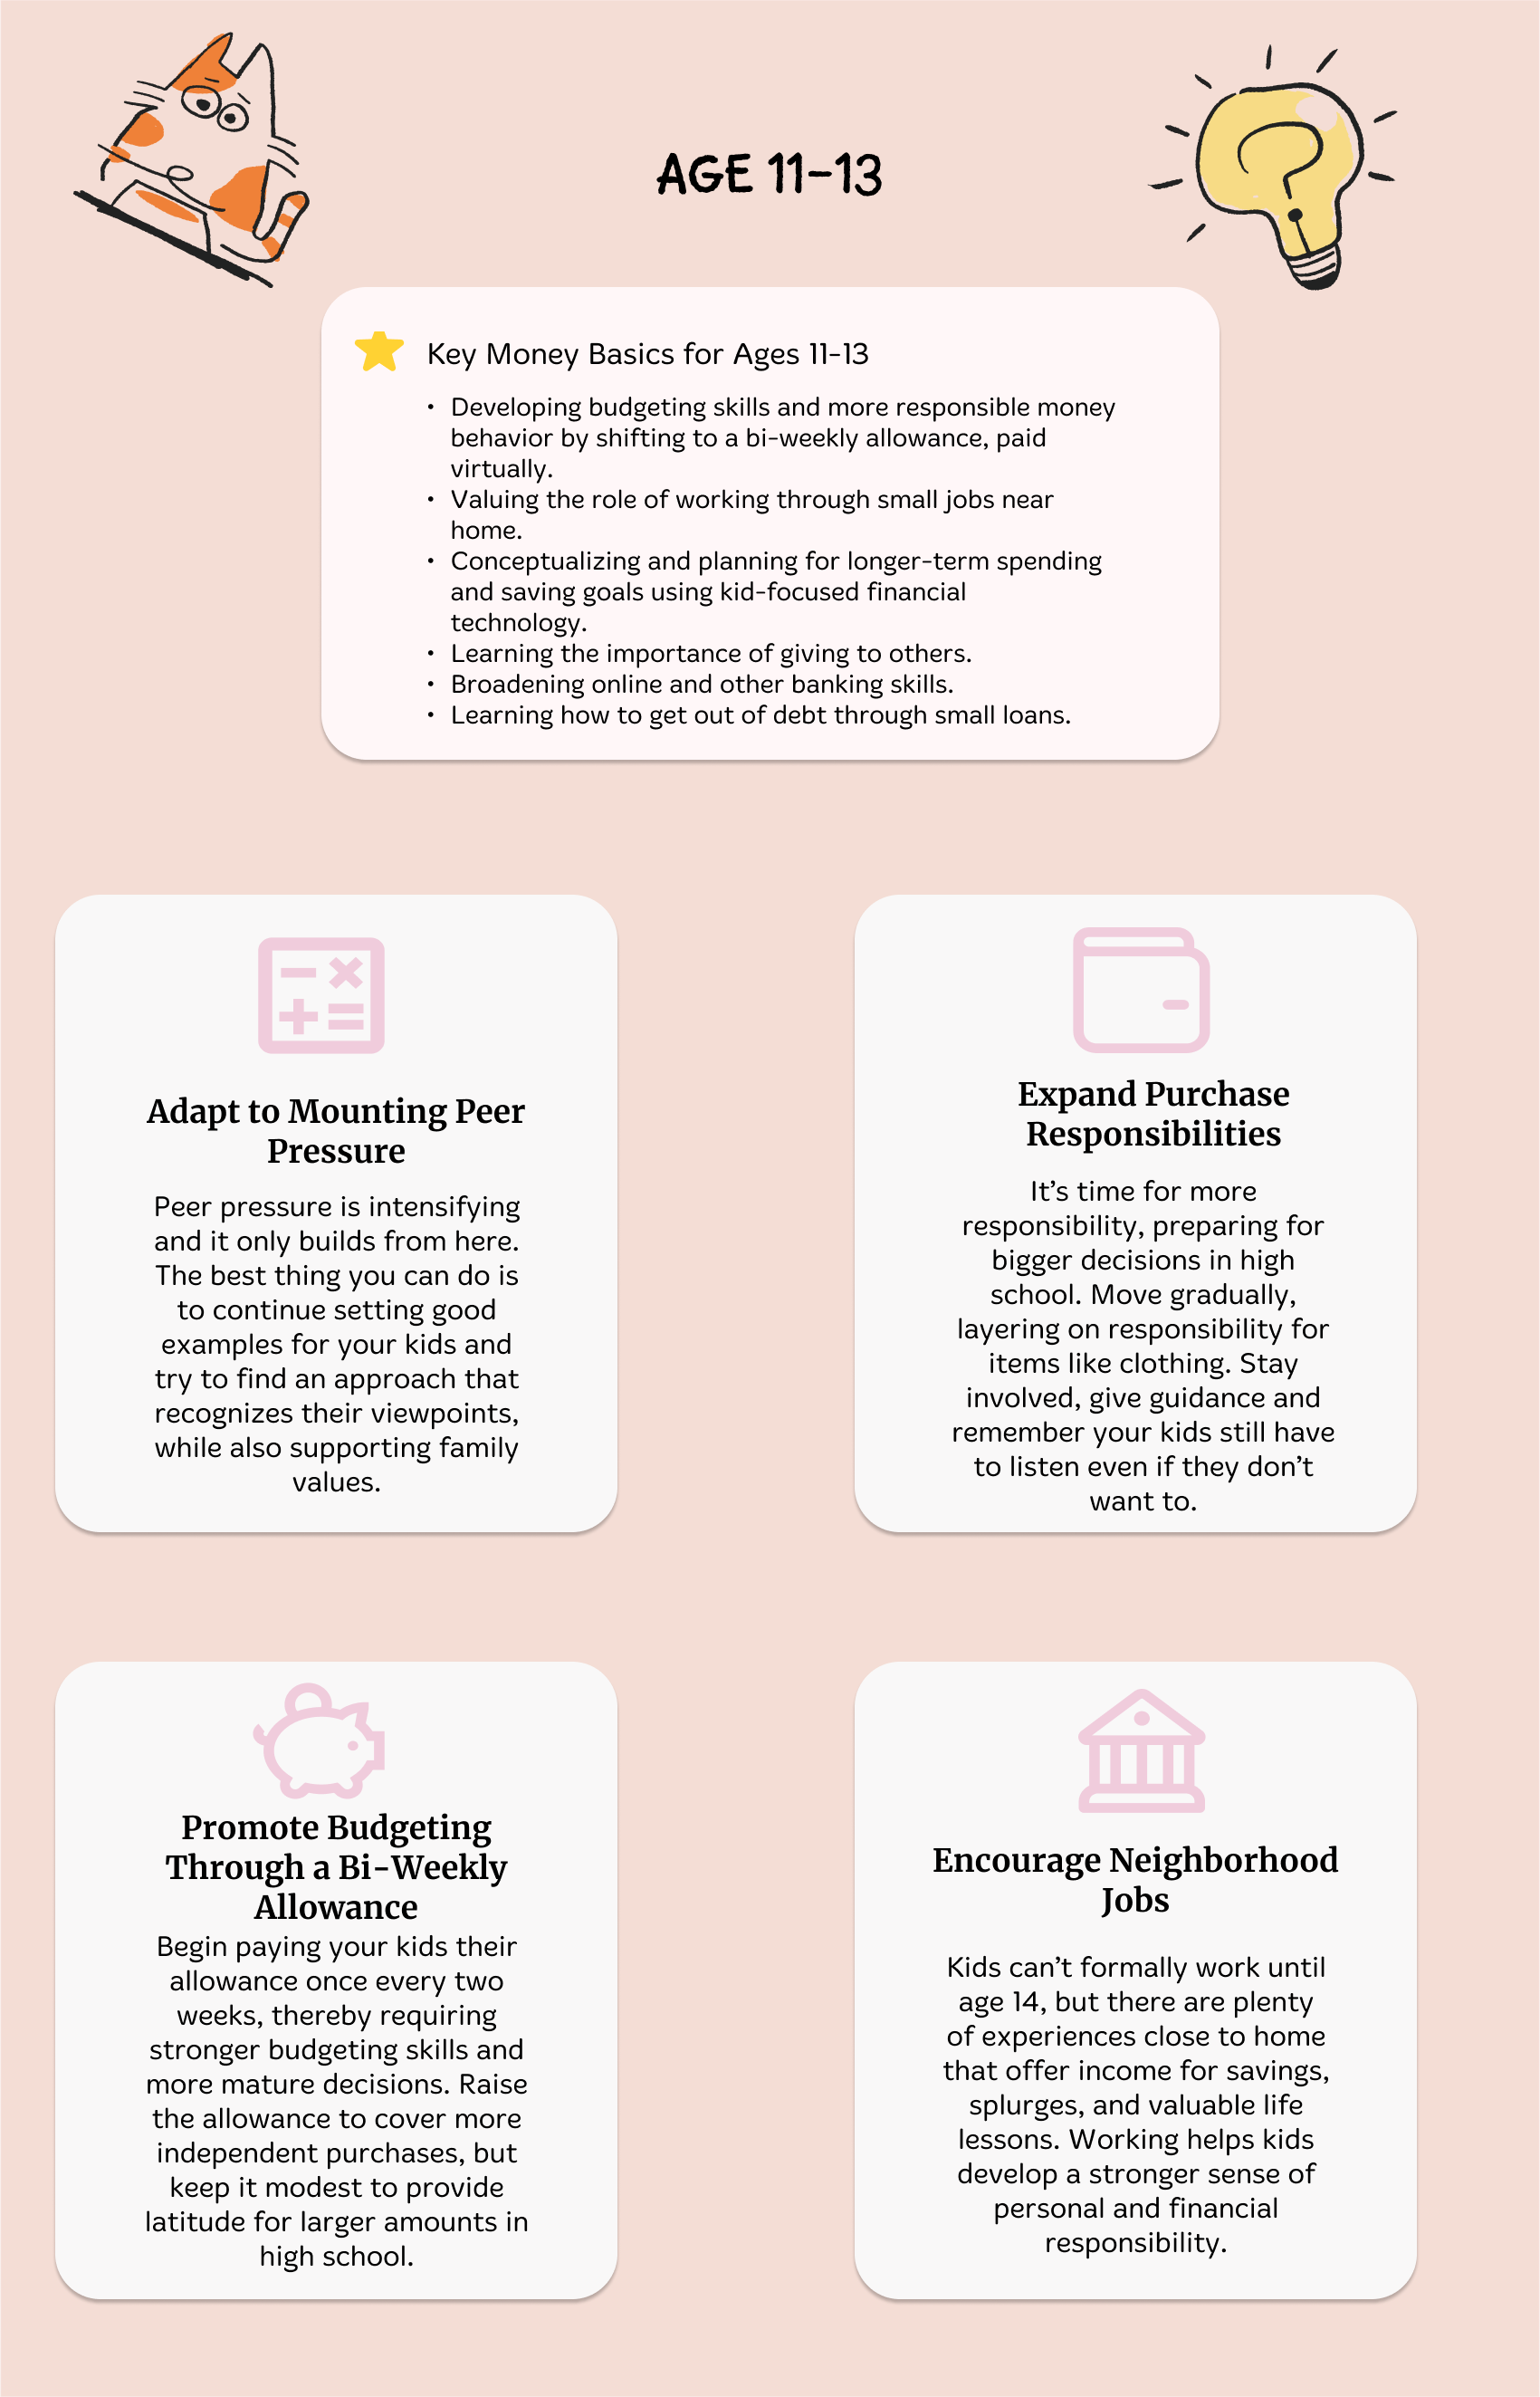 AGE 11-13
Key Money Basics for Ages 11-13
• Developing budgeting skills and more responsible money
behavior by shifting to a bi-weekly allowance, paid
virtually.
• Valuing the role of working through small jobs near
home.
• Conceptualizing and planning for longer-term spending
and saving goals using kid-focused financial
technology.
• Learning the importance of giving to others.
• Broadening online and other banking skills.
• Learning how to get out of debt through small loans.
Adapt to Mounting Peer
Pressure
Peer pressure is intensifying
and it only builds from here.
The best thing you can do is
to continue setting good
examples for your kids and
try to find an approach that
recognizes their viewpoints,
while also supporting family
values.
Expand Purchase
Responsibilities
It’s time for more
responsibility, preparing for
bigger decisions in high
school. Move gradually,
layering on responsibility for
items like clothing. Stay
involved, give guidance and
remember your kids still have
to listen even if they don’t
want to.
Promote Budgeting
Through a Bi-Weekly
Allowance
Begin paying your kids their
allowance once every two
weeks, thereby requiring
stronger budgeting skills and
more mature decisions. Raise
the allowance to cover more
independent purchases, but
keep it modest to provide
latitude for larger amounts in
high school.
Encourage Neighborhood
Jobs
Kids can’t formally work until
age 14, but there are plenty
of experiences close to home
that offer income for savings,
splurges, and valuable life
lessons. Working helps kids
develop a stronger sense of
personal and financial
responsibility.